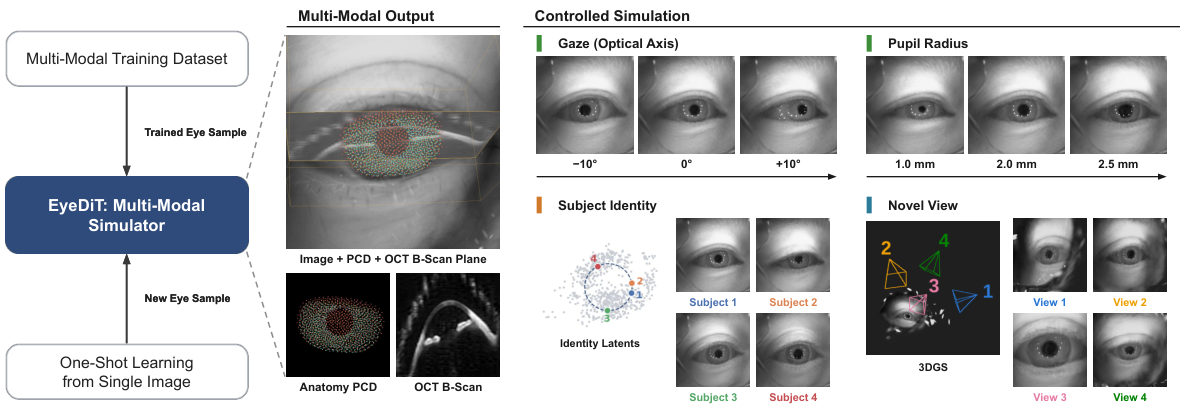 Multi-Modal Training Dataset
Trained Eye Sample
EyeDiT: Multi-Modal
Simulator
New Eye Sample
One-Shot Learning
from Single Image
Multi-Modal Output
Image + PCD + OCT B-Scan Plane
Anatomy PCD
OCT B-Scan
Controlled Simulation
Gaze (Optical Axis)
−10°
0°
+10°
Pupil Radius
1.0 mm
2.0 mm
2.5 mm
Subject Identity
4
2
1
3
Identity Latents
Subject 1
Subject 2
Subject 3
Subject 4
Novel View
2
4
3
1
3DGS
View 1
View 2
View 3
View 4